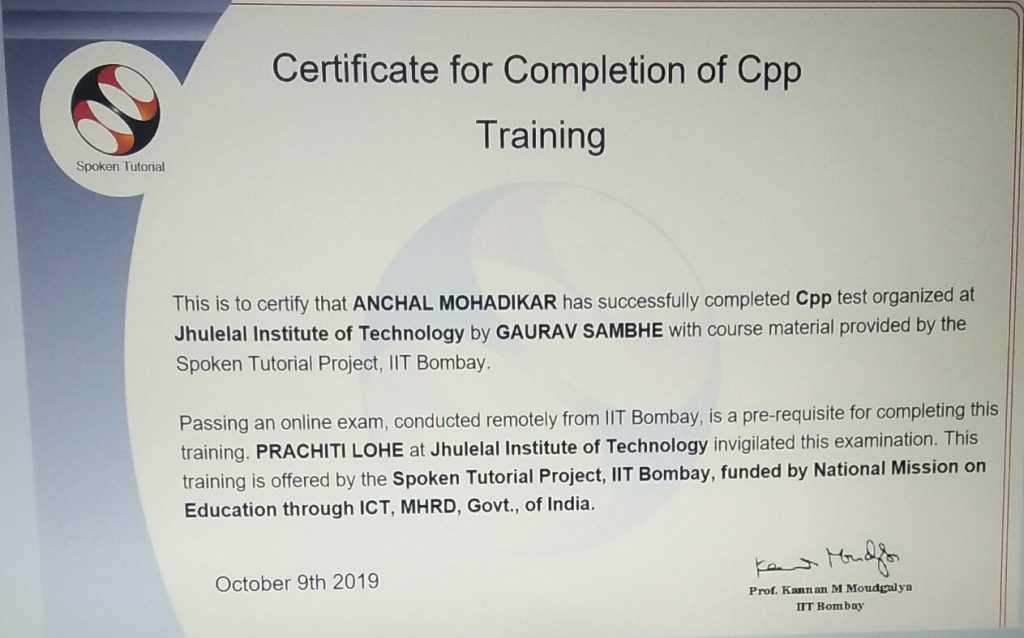 Spoken Tutorial
Certificate for Completion of Cpp
Training
This is to certify that ANCHAL MOHADIKAR has successfully completed Cpp test organized at
Jhulelal Institute of Technology by GAURAV SAMBHE with course material provided by the
Spoken Tutorial Project, IIT Bombay.
Passing an online exam, conducted remotely from IIT Bombay, is a pre-requisite for completing this
training. PRACHITI LOHE at Jhulelal Institute of Technology invigilated this examination. This
training is offered by the Spoken Tutorial Project, IIT Bombay, funded by National Mission on
Education through ICT, MHRD, Govt., of India.
October 9th 2019
Prof. Kannan M Moudgalya
IIT Bombay